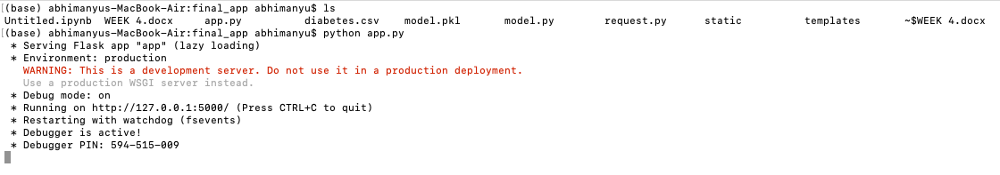 (base) abhimanyus-MacBook-Air:final_app abhimanyu$ ls
Untitled.ipynb  WEEK 4.docx     app.py          diabetes.csv    model.pkl       model.py        request.py      static          templates       ~$WEEK 4.docx
(base) abhimanyus-MacBook-Air:final_app abhimanyu$ python app.py
 * Serving Flask app "app" (lazy loading)
 * Environment: production
   WARNING: This is a development server. Do not use it in a production deployment.
   Use a production WSGI server instead.
 * Debug mode: on
 * Running on http://127.0.0.1:5000/ (Press CTRL+C to quit)
 * Restarting with watchdog (fsevents)
 * Debugger is active!
 * Debugger PIN: 594-515-009